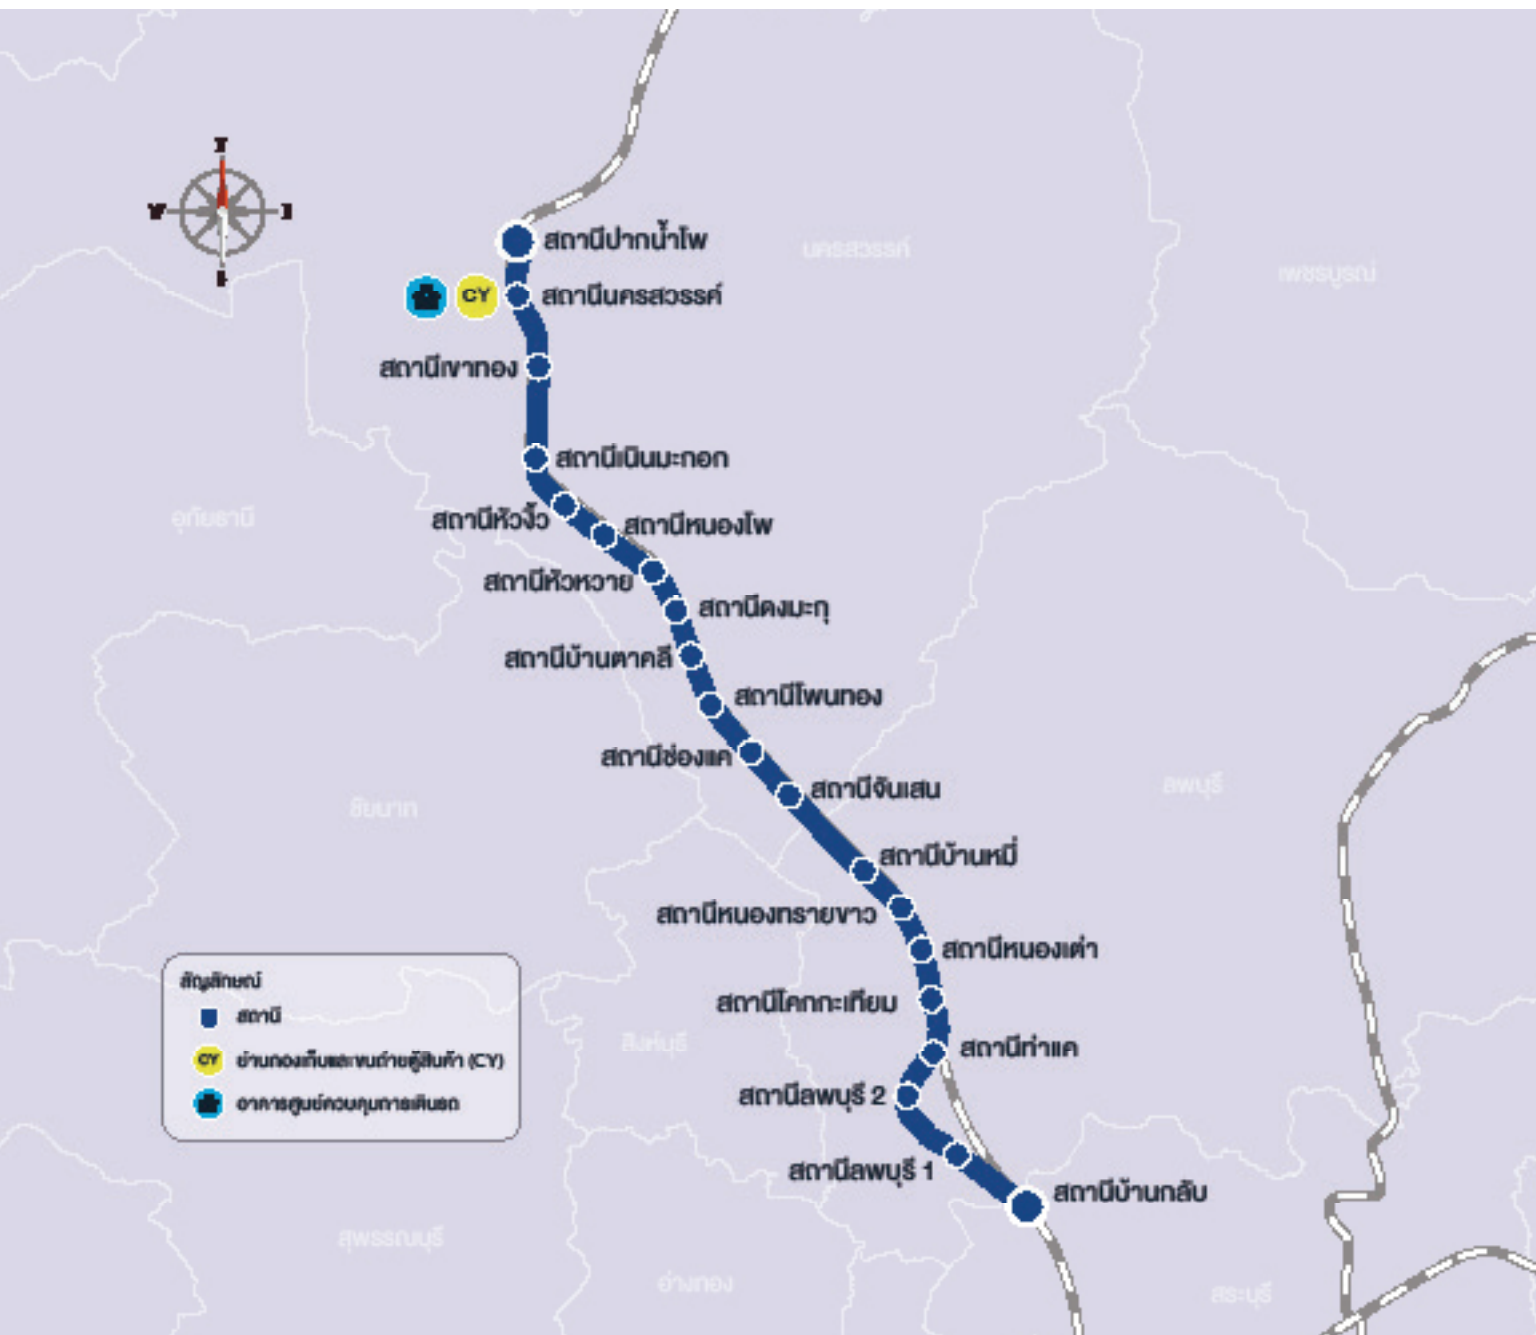 สถานีปากน้ำโพ
นครสวรรค์
เพชรบูรณ์
CY
สถานีนครสวรรค์
สถานีเขาทอง
สถานีเนินมะกอก
อุทัยธานี
สถานีหัวงิ้ว
สถานีหนองโพ
สถานีหัวหวาย
สถานีดงมะกุ
สถานีบ้านตาคลี
สถานีโพนทอง
สถานีช่องแค
สถานีจันเสน
ลพบุรี
ชัยนาท
สถานีบ้านหมี่
สถานีหนองทรายขาว
สถานีหนองเต่า
สถานีโคกกะเทียม
สิงห์บุรี
สถานีท่าแค
สถานีลพบุรี 2
สถานีลพบุรี 1
สถานีบ้านกลับ
สัญลักษณ์
สถานี
CY ย่านกองเก็บและขนถ่ายตู้สินค้า (CY)
อาคารศูนย์ควบคุมการเดินรถ
สุพรรณบุรี
อ่างทอง
สระบุรี